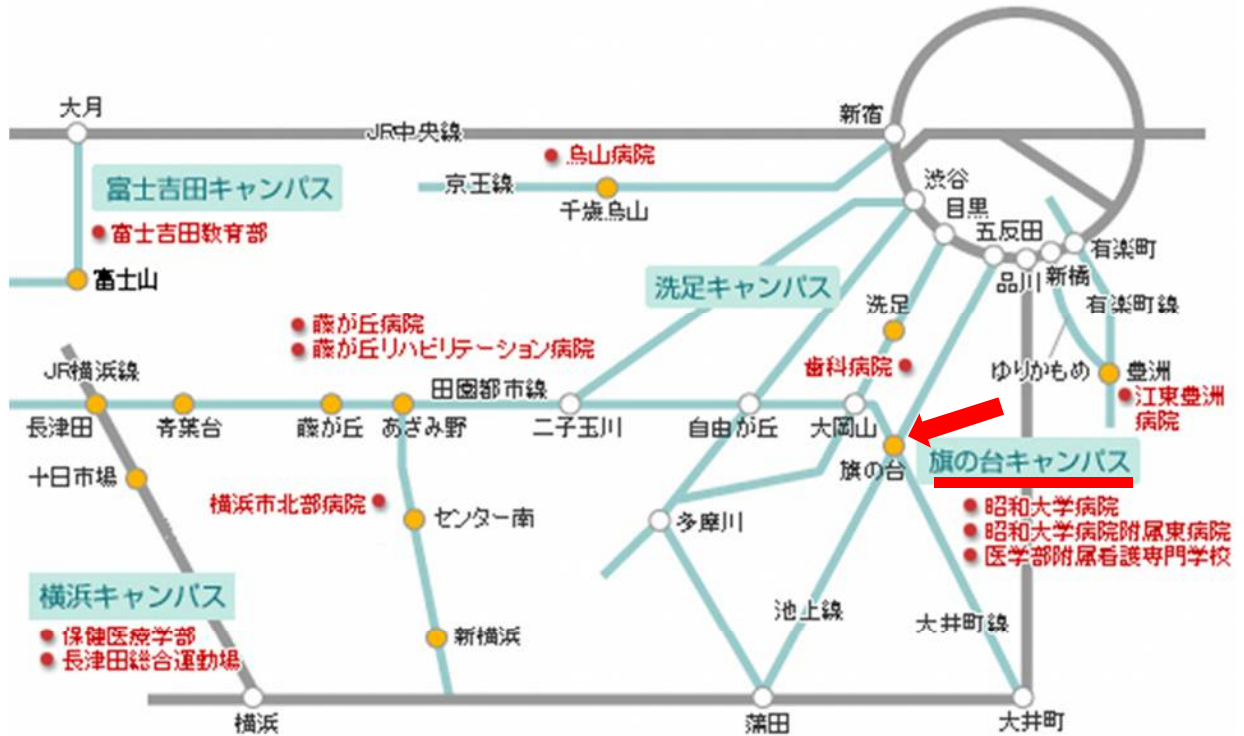 大月
新宿
JR中央線
烏山病院
渋谷
富士吉田キャンパス
京王線
目黒
千歳烏山
富士吉田教育部
五反田
有楽町
富士山
洗足キャンパス
品川
新橋
洗足
有楽町線
藤が丘病院
藤が丘リハビリテーション病院
JR横浜線
歯科病院
ゆりかもめ
豊洲
田園都市線
江東豊洲
病院
長津田
青葉台
藤が丘
あざみ野
二子玉川
自由が丘
大岡山
旗の台
旗の台キャンパス
十日市場
横浜市北部病院
センター南
多摩川
昭和大学病院
昭和大学病院附属東病院
医学部附属看護専門学校
横浜キャンパス
池上線
大井町線
保健医療学部
新横浜
長津田総合運動場
横浜
蒲田
大井町